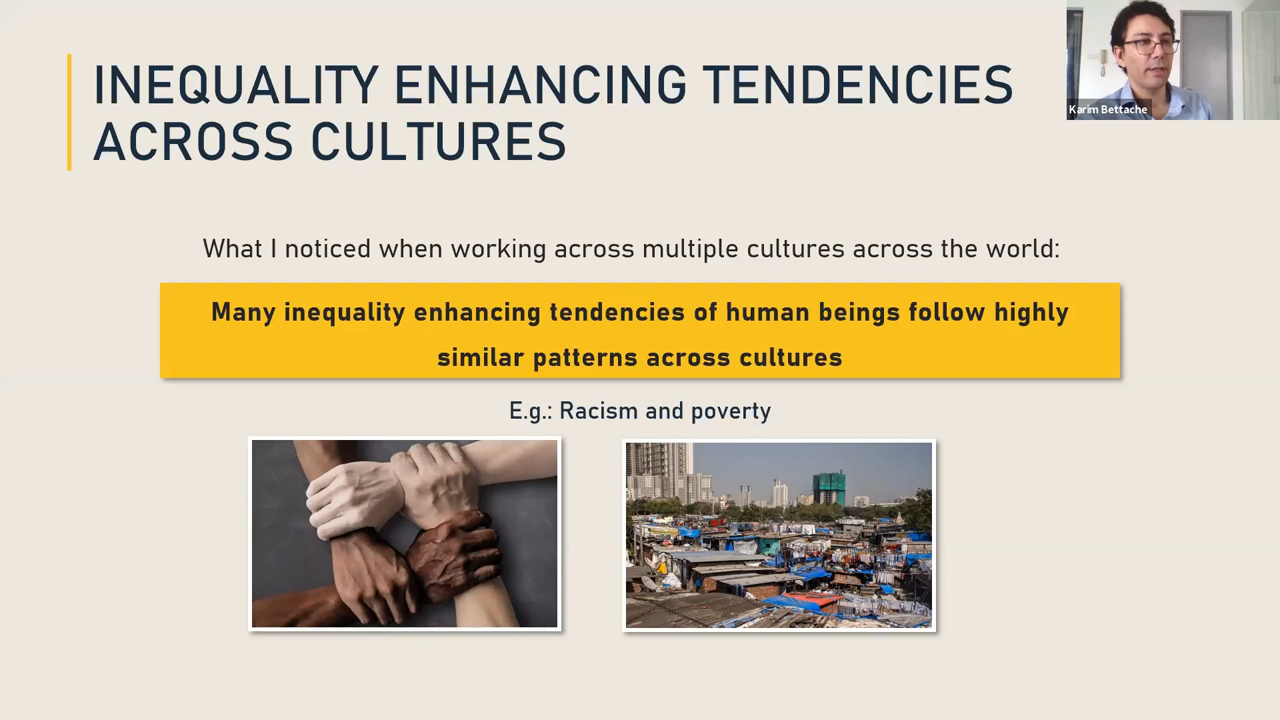 INEQUALITY ENHANCING TENDENCIES
ACROSS CULTURES
Karim Bettache
What I noticed when working across multiple cultures across the world:
Many inequality enhancing tendencies of human beings follow highly
similar patterns across cultures
E.g.: Racism and poverty